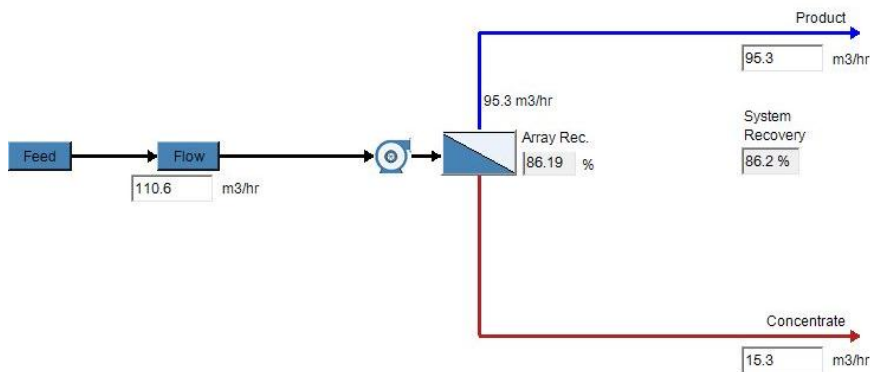 Product
95.3 m3/hr
95.3 m3/hr
System
Recovery
86.2 %
Array Rec.
86.19 %
Feed
Flow
110.6 m3/hr
Concentrate
15.3 m3/hr